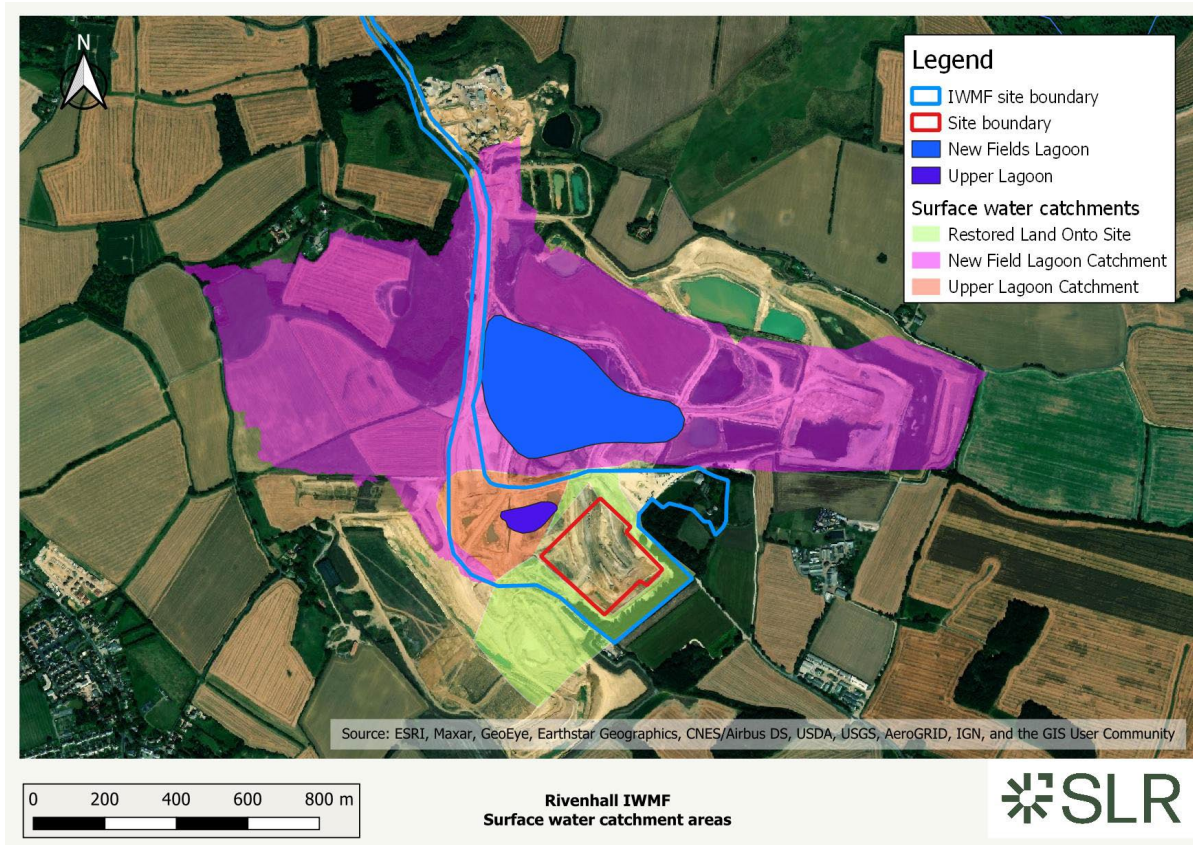 N
Legend
IWMF site boundary
Site boundary
New Fields Lagoon
Upper Lagoon
Surface water catchments
Restored Land Onto Site
New Field Lagoon Catchment
Upper Lagoon Catchment
Source: ESRI, Maxar, GeoEye, Earthstar Geographics, CNES/Airbus DS, USDA, USGS, AeroGRID, IGN, and the GIS User Community
0 200 400 600 800 m
Rivenhall IWMF
Surface water catchment areas
SLR